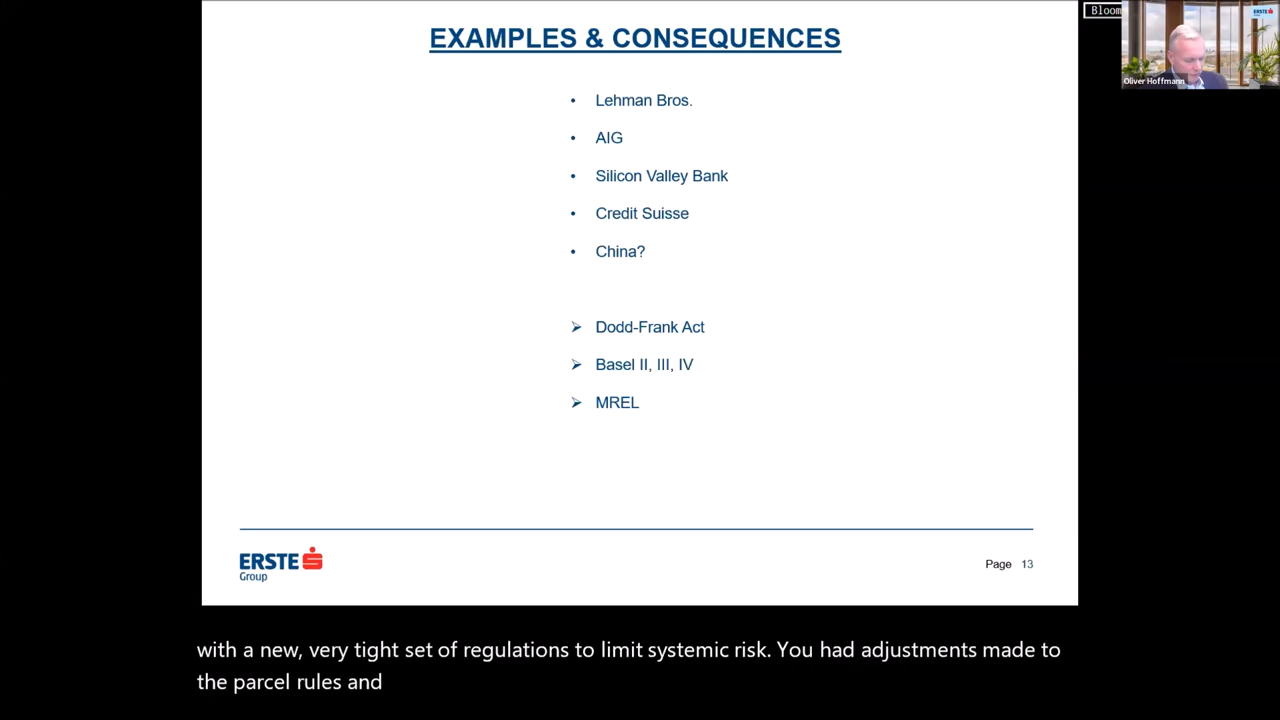 EXAMPLES & CONSEQUENCES
Bloom
ERSTE
Oliver Hoffmann
• Lehman Bros.
• AIG
• Silicon Valley Bank
• Credit Suisse
• China?
➢ Dodd-Frank Act
➢ Basel II, III, IV
➢ MREL
ERSTE
Group
Page 13
with a new, very tight set of regulations to limit systemic risk. You had adjustments made to
the parcel rules and